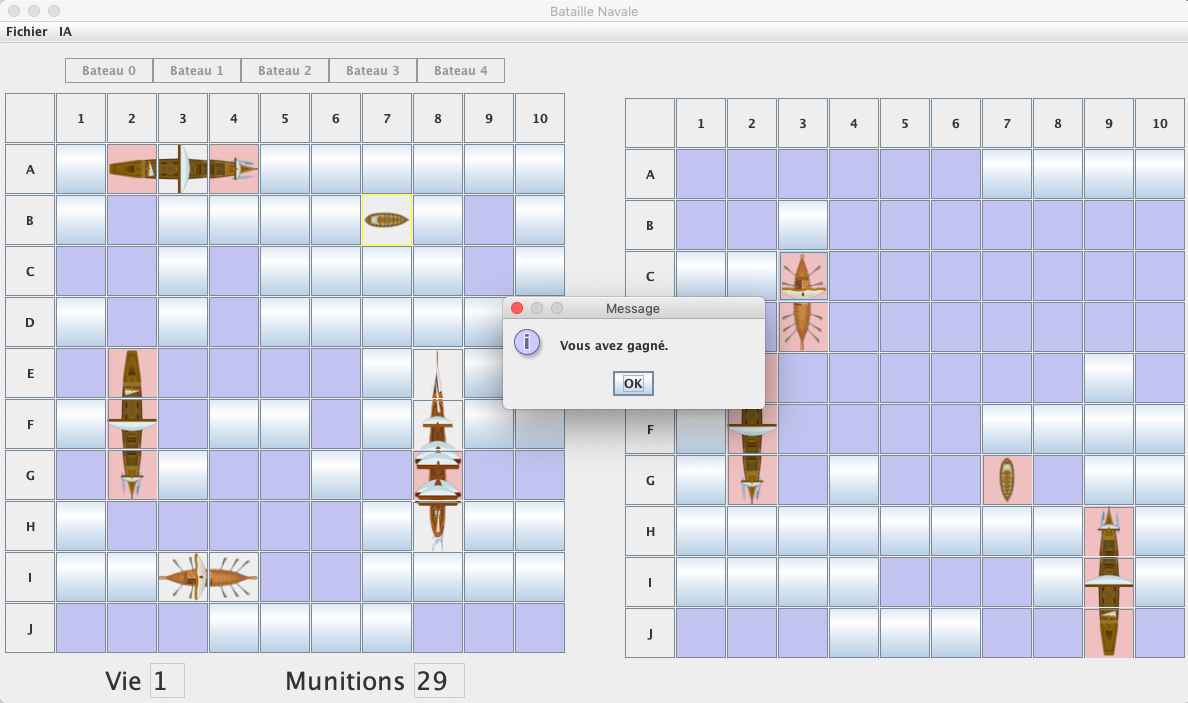 Bataille Navale
Fichier IA
Bateau 0 Bateau 1 Bateau 2 Bateau 3 Bateau 4
1 2 3 4 5 6 7 8 9 10
A
B
C
D
E
F
G
H
I
J
1 2 3 4 5 6 7 8 9 10
A
B
C
F
G
H
I
J
Message
i
Vous avez gagné.
OK
Vie 1 Munitions 29